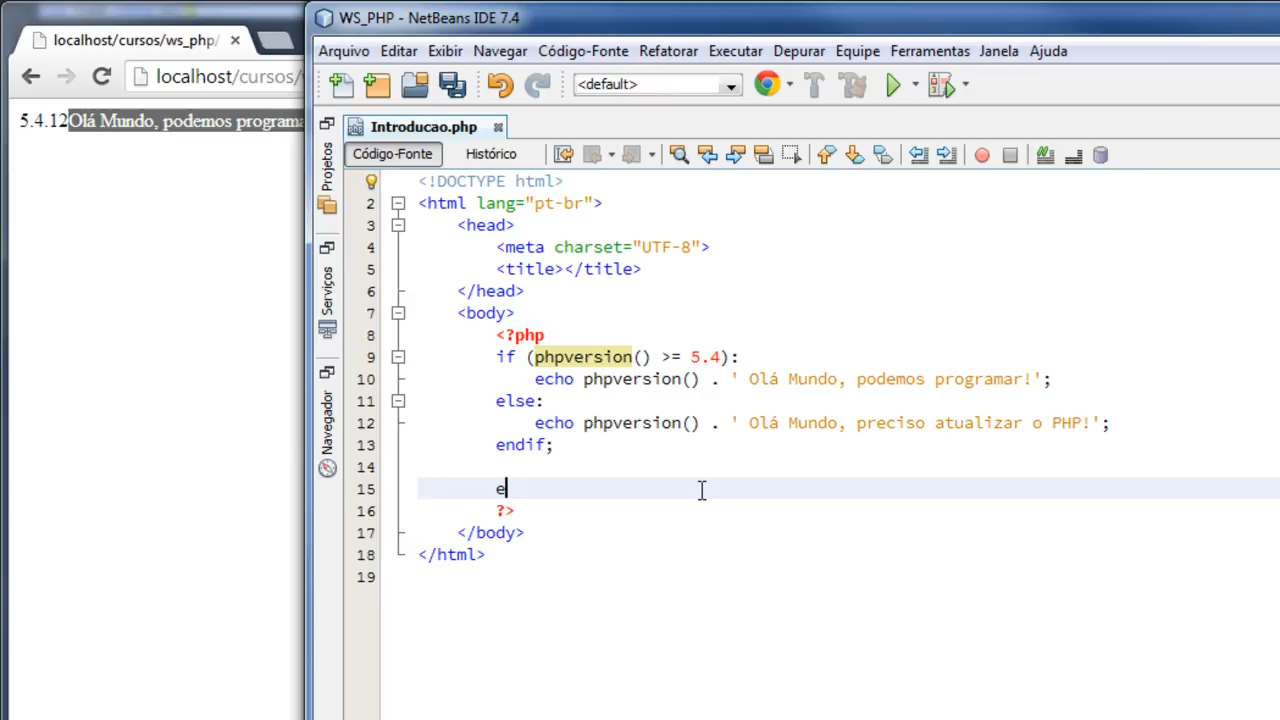 localhost/cursos/ws_php/
localhost/cursos/
5.4.12Olá Mundo, podemos programa
WS_PHP - NetBeans IDE 7.4
Arquivo Editar Exibir Navegar Código-Fonte Refatorar Executar Depurar Equipe Ferramentas Janela Ajuda
<default>
Introducao.php
Código-Fonte Histórico
Projetos
Serviços
Navegador
<!DOCTYPE html>
2 <html lang="pt-br">
3 <head>
4 <meta charset="UTF-8">
5 <title></title>
6 </head>
7 <body>
8 <?php
9 if (phpversion() >= 5.4):
10 echo phpversion() . ' Olá Mundo, podemos programar!';
11 else:
12 echo phpversion() . ' Olá Mundo, preciso atualizar o PHP!';
13 endif;
14
15 e
16 ?>
17 </body>
18 </html>
19